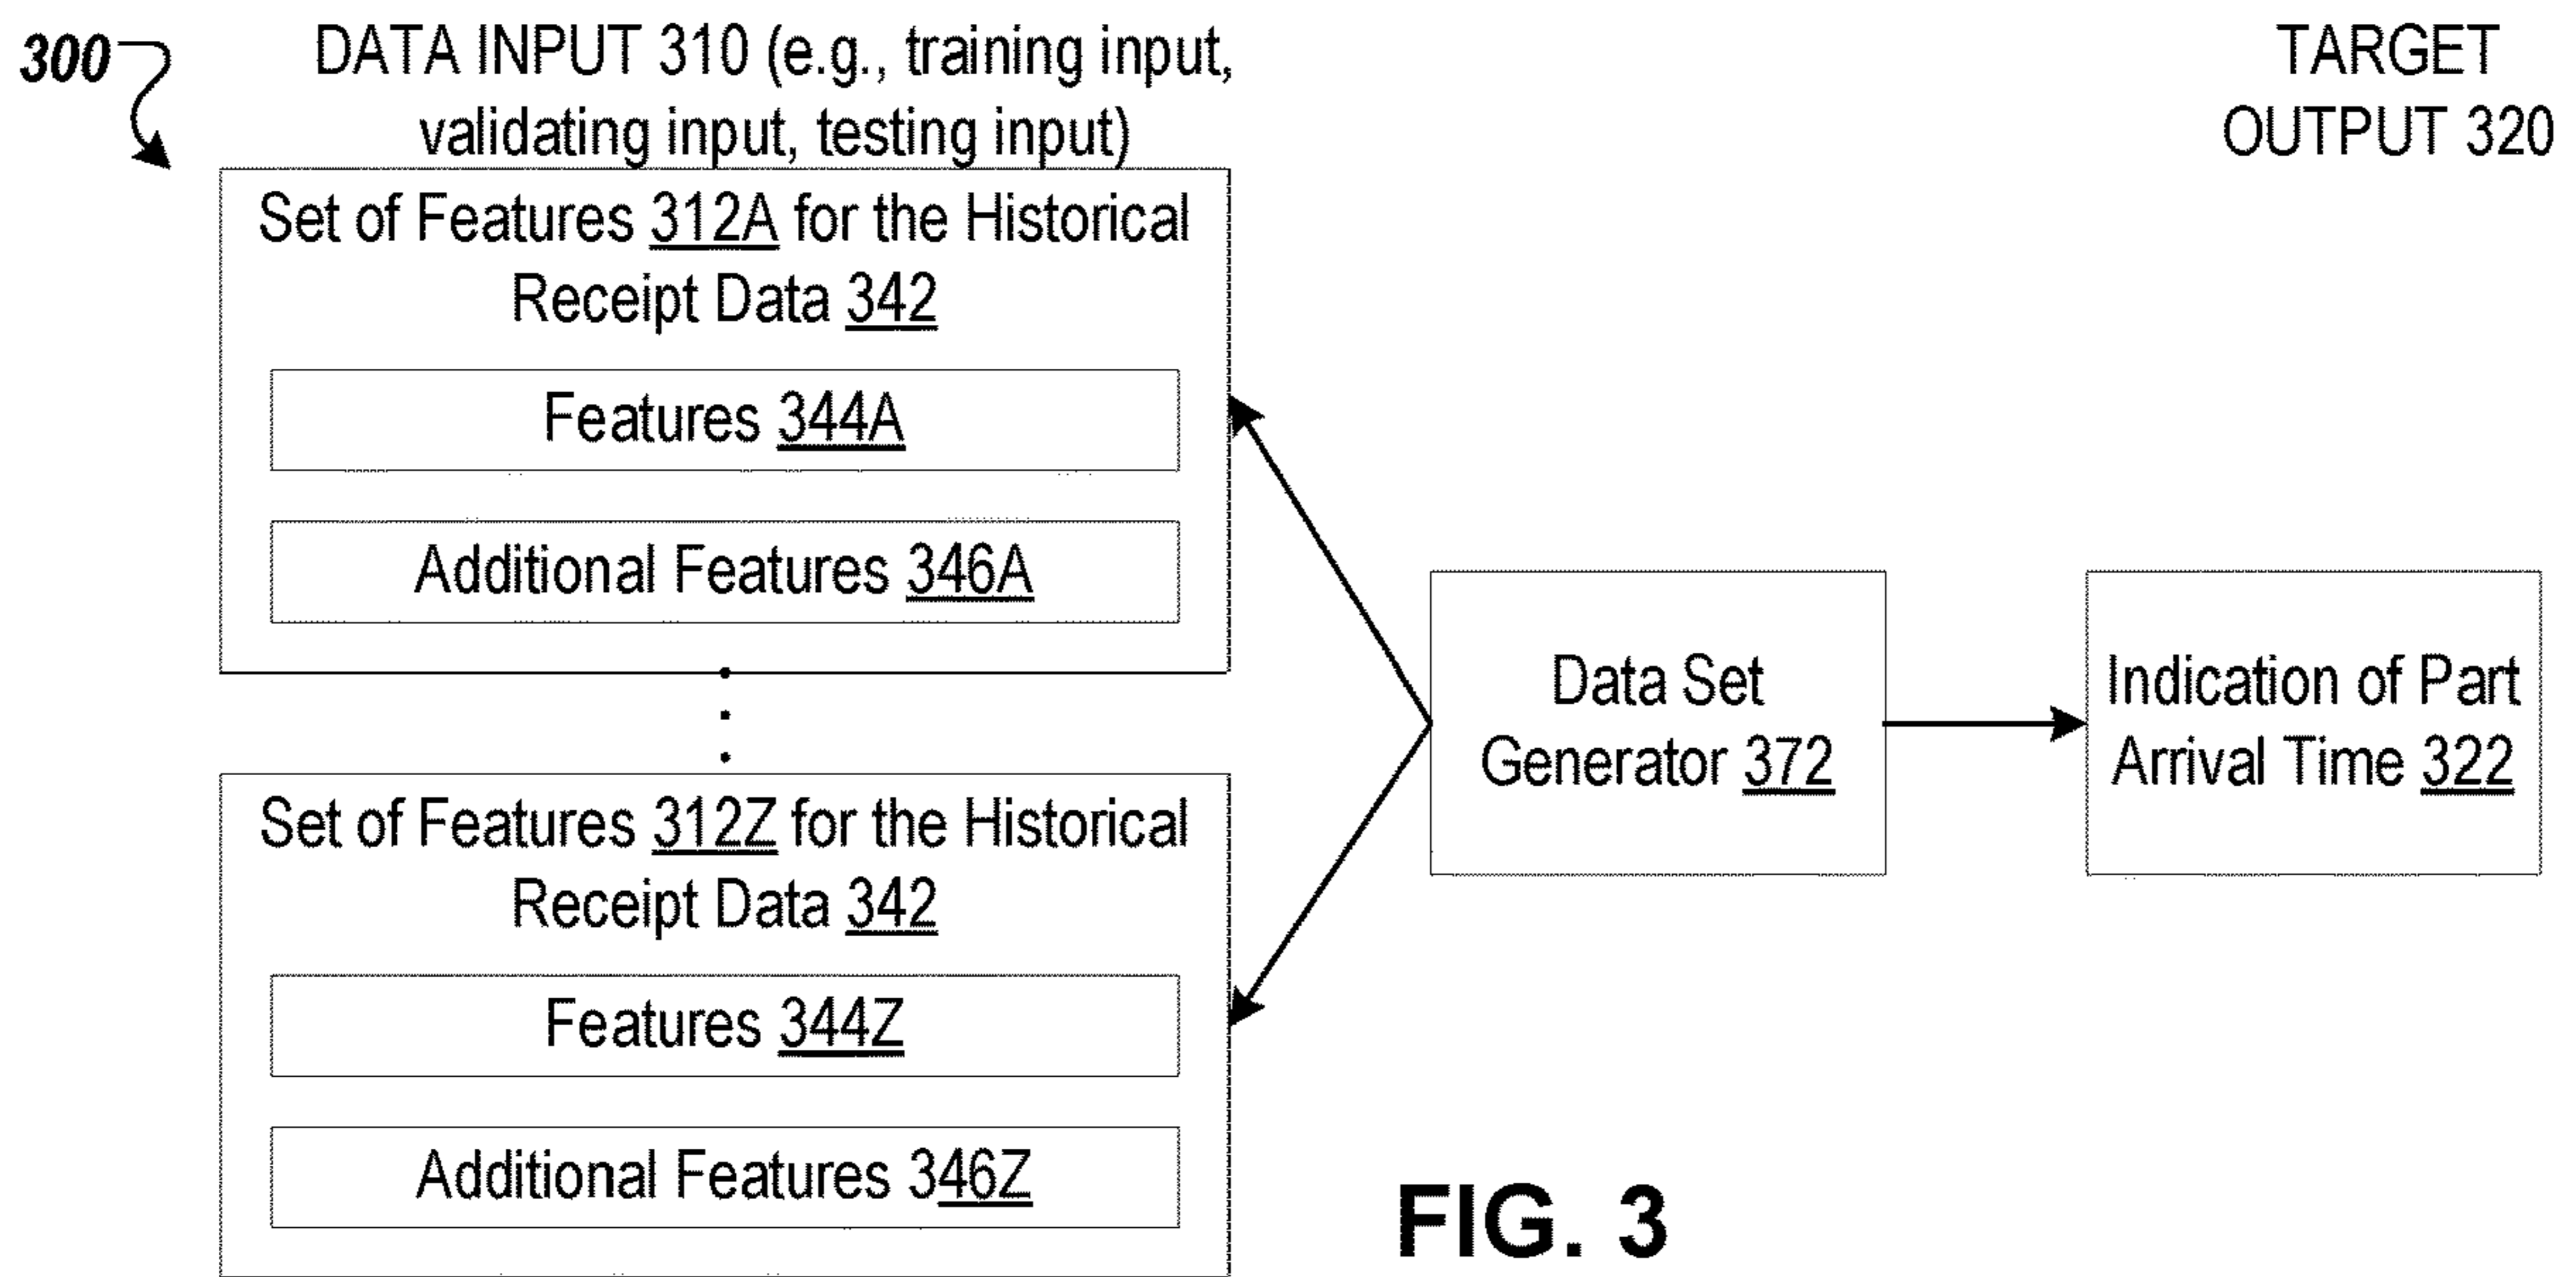 300
DATA INPUT 310 (e.g., training input,
validating input, testing input)
TARGET
OUTPUT 320
Set of Features 312A for the Historical
Receipt Data 342
Features 344A
Additional Features 346A
Set of Features 312Z for the Historical
Receipt Data 342
Features 344Z
Additional Features 346Z
Data Set
Generator 372
Indication of Part
Arrival Time 322
FIG. 3